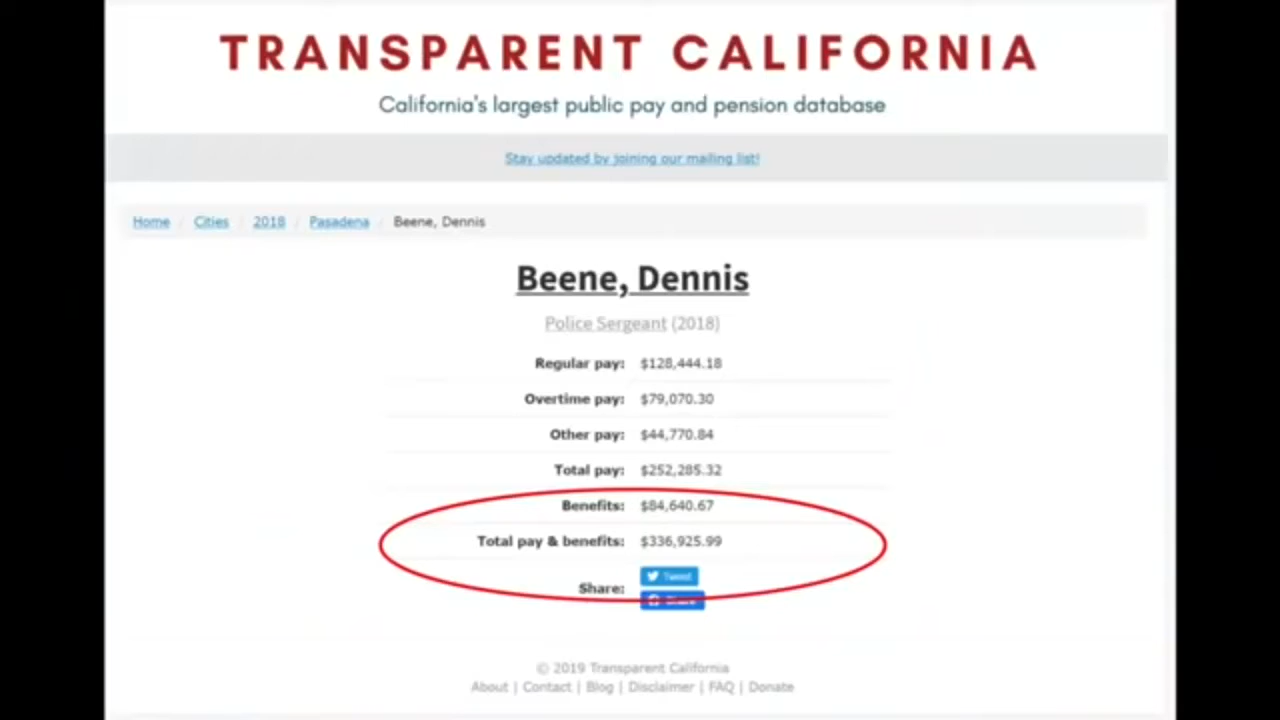 TRANSPARENT CALIFORNIA
California's largest public pay and pension database
Stay updated by joining our mailing list!
Home / Cities / 2018 / Pasadena / Beene, Dennis
Beene, Dennis
Police Sergeant (2018)
Regular pay: $128,444.18
Overtime pay: $79,070.30
Other pay: $44,770.84
Total pay: $252,285.32
Benefits: $84,640.67
Total pay & benefits: $336,925.99
Share: Tweet
Share
© 2019 Transparent California
About | Contact | Blog | Disclaimer | FAQ | Donate